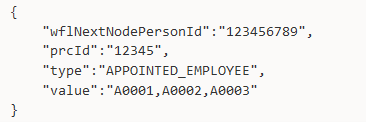 {
    "wflNextNodePersonId":"123456789",
    "prcId":"12345",
    "type":"APPOINTED_EMPLOYEE",
    "value":"A0001,A0002,A0003"
}